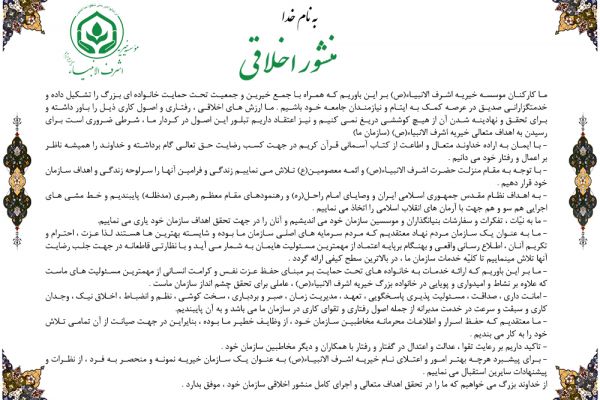 به نام خدا
منشور اخلاقی
موسسه خیریه
اشرف الانبیاء
ما کارکنان موسسه خیریه اشرف الانبیاء(ص) بر این باوریم که همراه با جمع خیرین و جمعیت تحت حمایت خانواده ای بزرگ را تشکیل داده و
خدمتگزارانی صدیق در عرصه کمک به ایتام و نیازمندان جامعه خود باشیم . ما ارزش های اخلاقی ، رفتاری و اصول کاری ذیل را باور داشته و
برای تحقق و نهادینه شدن آن از هیچ کوششی دریغ نمی کنیم و نیز اعتقاد داریم تبلور این اصول در کردار ما ، شرطی ضروری است برای
رسیدن به اهداف متعالی خیریه اشرف الانبیاء(ص) (سازمان ما)
- با ایمان به اراده خداوند متعال و اطاعت از کتاب آسمانی قرآن کریم در جهت کسب رضایت حق تعالی گام برداشته و خداوند را همیشه ناظر
بر اعمال و رفتار خود می دانیم .
- با توجه به مقام منزلت حضرت اشرف الانبیاء(ص) و ائمه معصومین(ع) تلاش می نماییم زندگی و فرامین آنها را سرلوحه زندگی و اهداف سازمان
خود قرار دهیم .
- به اهداف نظام مقدس جمهوری اسلامی ایران و وصایای امام راحل(ره) و رهنمودهای مقام معظم رهبری (مدظله) پایبندیم و خط مشی های
اجرایی هم سو و هم جهت با آرمان های انقلاب اسلامی را اتخاذ می نماییم .
- ما به نیّات ، تفکرات و سفارشات بنیانگذاران و موسسین سازمان خود می اندیشیم و آنان را در جهت تحقق اهداف سازمان خود یاری می نماییم.
- ما به عنوان یک سازمان مردم نهاد معتقدیم که مردم سرمایه های اصلی سازمان ما بوده و شایسته بهترین ها هستند لذا عزت ، احترام و
تکریم آنان ، اطلاع رسانی واقعی و بهنگام برپایه اعتماد از مهمترین مسئولیت هایمان به شمار می آید و با نظارتی قاطعانه در جهت جلب رضایت
آنها تلاش مینماییم تا کلیّه خدمات سازمان ما ، در بالاترین سطح کیفی ارائه گردد .
- ما بر این باوریم که ارائه خدمات به خانواده های تحت حمایت بر مبنای حفظ عزت نفس و کرامت انسانی از مهمترین مسئولیت های ماست
که علاوه بر نشاط و امیدواری و پویایی در خانواده بزرگ خیریه اشرف الانبیاء(ص) ، عاملی برای تحقق چشم انداز سازمان ماست .
- امانت داری ، صداقت ، مسئولیت پذیری پاسخگویی ، تعهد ، مدیریت زمان ، صبر و بردباری ، سخت کوشی ، نظم و انضباط ، اخلاق نیک ، وجدان
کاری و سبقت و سرعت در خدمت مدبرانه از جمله اصول رفتاری و تقوای کاری در سازمان ما می باشد و به آن پایبندیم.
- ما معتقدیم که حفظ اسرار و اطلاعات محرمانه مخاطبین سازمان خود ، از وظایف خطیر ما بوده ، بنابراین در جهت صیانت از آن تمامی تلاش
خود را به کار می بندیم .
- تاکید داریم بر رعایت تقوا ، عدالت و اعتدال در گفتار و رفتار با همکاران و دیگر مخاطبین سازمان خود .
- برای پیشبرد هرچه بهتر امور و اعتلای نام خیریه اشرف الانبیاء(ص) به عنوان یک سازمان خیریه نمونه و منحصر به فرد ، از نظرات و
پیشنهادات سایرین استقبال می نماییم .
از خداوند بزرگ می خواهیم که ما را در تحقق اهداف متعالی و اجرای کامل منشور اخلاقی سازمان خود ، موفق بدارد .